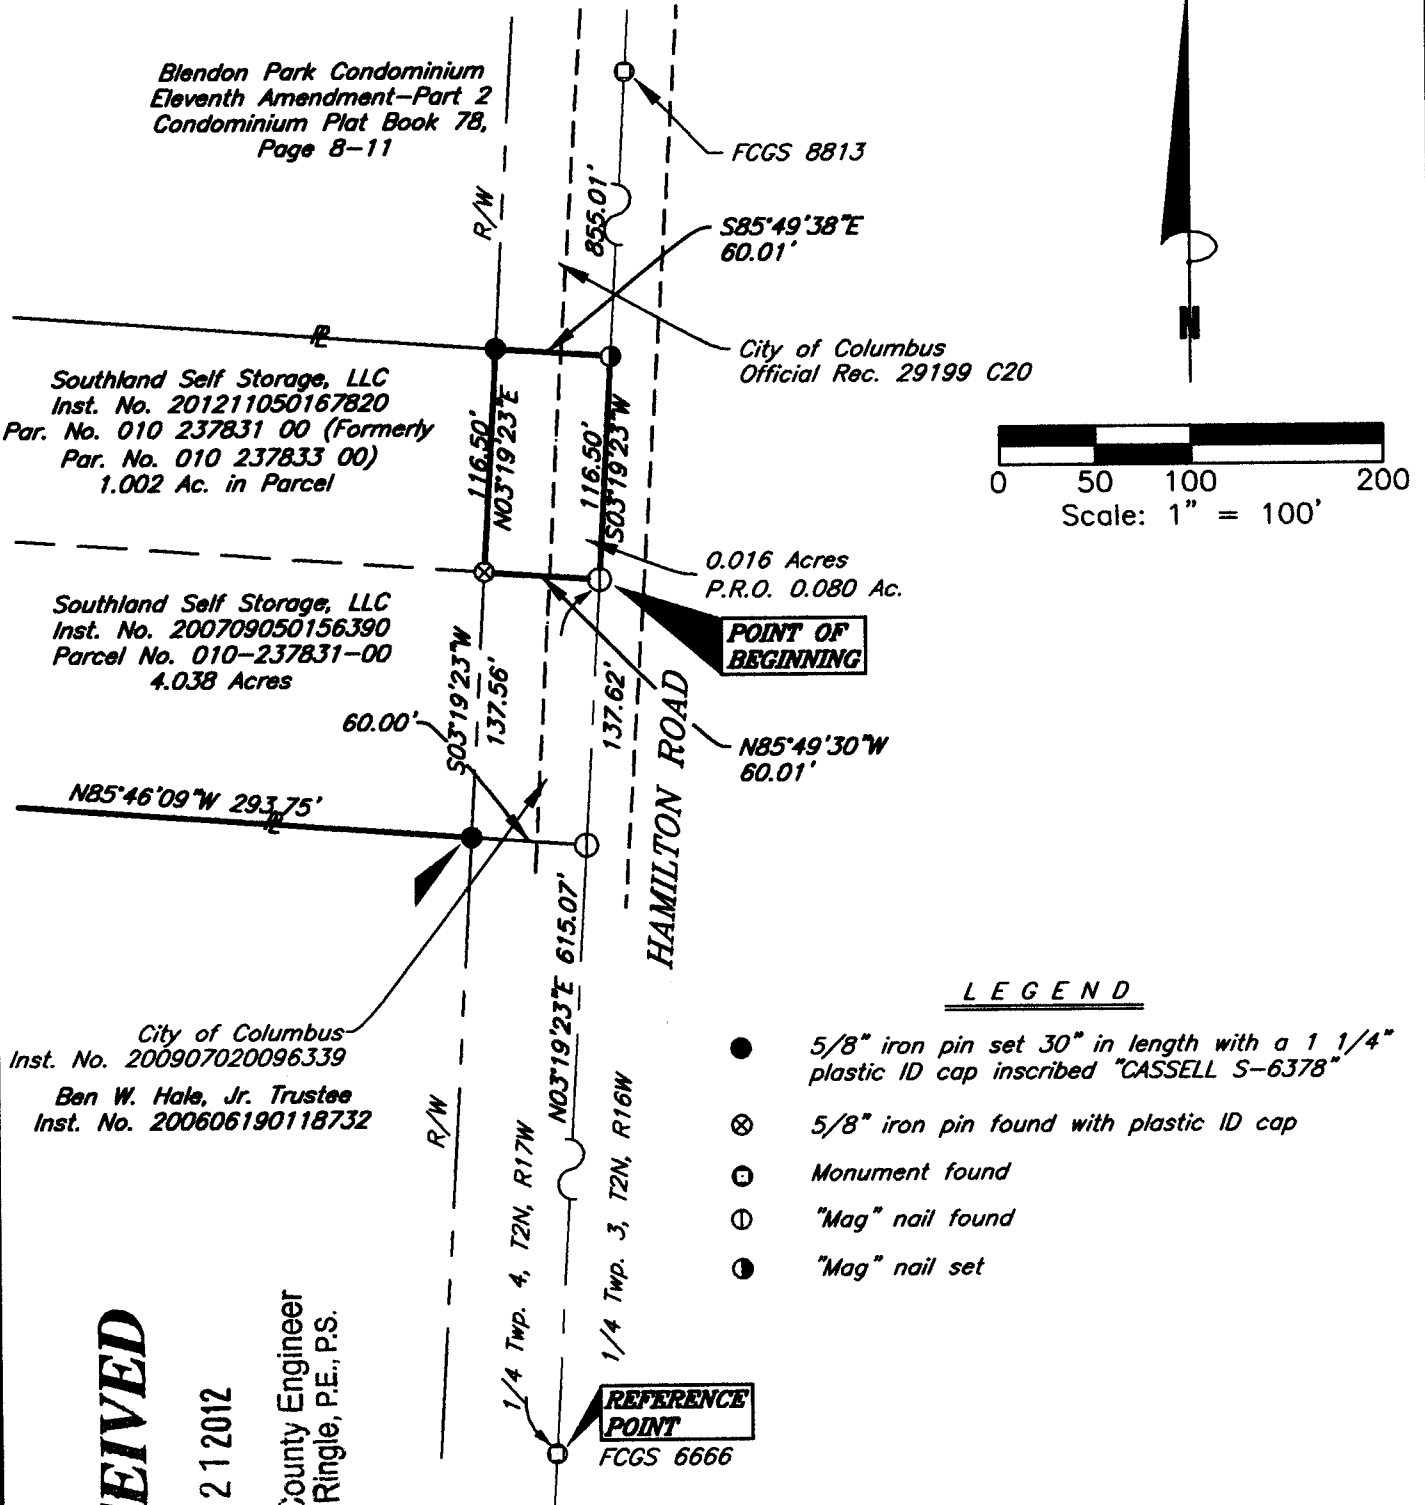 Blendon Park Condominium
Eleventh Amendment-Part 2
Condominium Plat Book 78,
Page 8-11
FCGS 8813
R/W
855.01'
S85°49'38"E
60.01'
City of Columbus
Official Rec. 29199 C20
Southland Self Storage, LLC
Inst. No. 201211050167820
Par. No. 010 237831 00 (Formerly
Par. No. 010 237833 00)
1.002 Ac. in Parcel
116.50'
N03°19'23"E
116.50'
S03°19'23"W
N
0 50 100 200
Scale: 1" = 100'
0.016 Acres
P.R.O. 0.080 Ac.
POINT OF
BEGINNING
Southland Self Storage, LLC
Inst. No. 200709050156390
Parcel No. 010-237831-00
4.038 Acres
60.00'
S03°19'23"W
137.56'
137.62'
HAMILTON ROAD
N85°49'30"W
60.01'
N85°46'09"W 293.75'
N03°19'23"E 615.07'
City of Columbus
Inst. No. 200907020096339
Ben W. Hale, Jr. Trustee
Inst. No. 200606190118732
R/W
1/4 Twp. 4, T2N, R17W
1/4 Twp. 3, T2N, R16W
LEGEND
5/8" iron pin set 30" in length with a 1 1/4"
plastic ID cap inscribed "CASSELL S-6378"
5/8" iron pin found with plastic ID cap
Monument found
"Mag" nail found
"Mag" nail set
REFERENCE
POINT
FCGS 6666
EIVED
21 2012
County Engineer
Ringle, P.E., P.S.